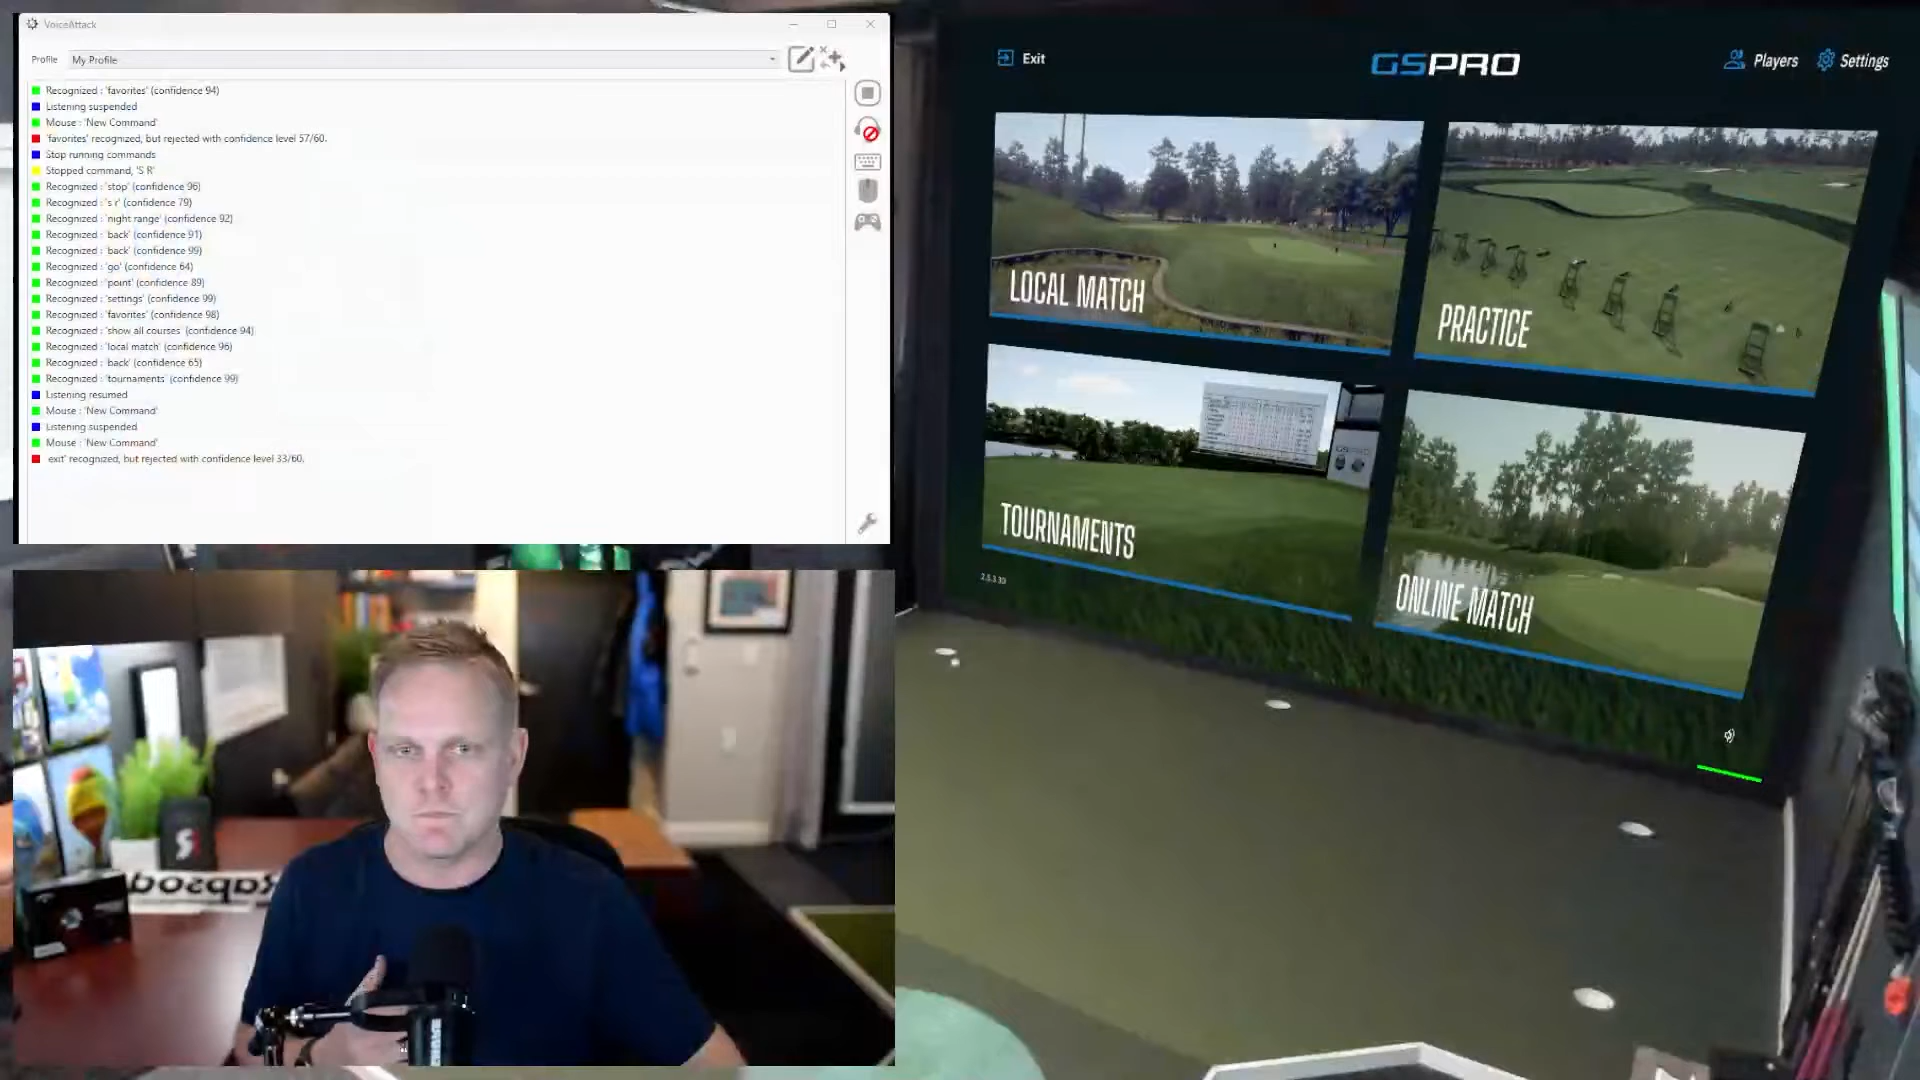 VoiceAttack
Profile
My Profile
Recognized : 'favorites' (confidence 94)
Listening suspended
Mouse : 'New Command'
'favorites' recognized, but rejected with confidence level 57/60.
Stop running commands
Stopped command, 'S R'
Recognized : 'stop' (confidence 96)
Recognized : 's r' (confidence 79)
Recognized : 'night range' (confidence 92)
Recognized : 'back' (confidence 91)
Recognized : 'back' (confidence 99)
Recognized : 'go' (confidence 64)
Recognized : 'point' (confidence 89)
Recognized : 'settings' (confidence 99)
Recognized : 'favorites' (confidence 98)
Recognized : 'show all courses' (confidence 94)
Recognized : 'local match' (confidence 96)
Recognized : 'back' (confidence 65)
Recognized : 'tournaments' (confidence 99)
Listening resumed
Mouse : 'New Command'
Listening suspended
Mouse : 'New Command'
'exit' recognized, but rejected with confidence level 33/60.
Exit
GSPRO
Players
Settings
LOCAL MATCH
PRACTICE
TOURNAMENTS
ONLINE MATCH
Rapsod